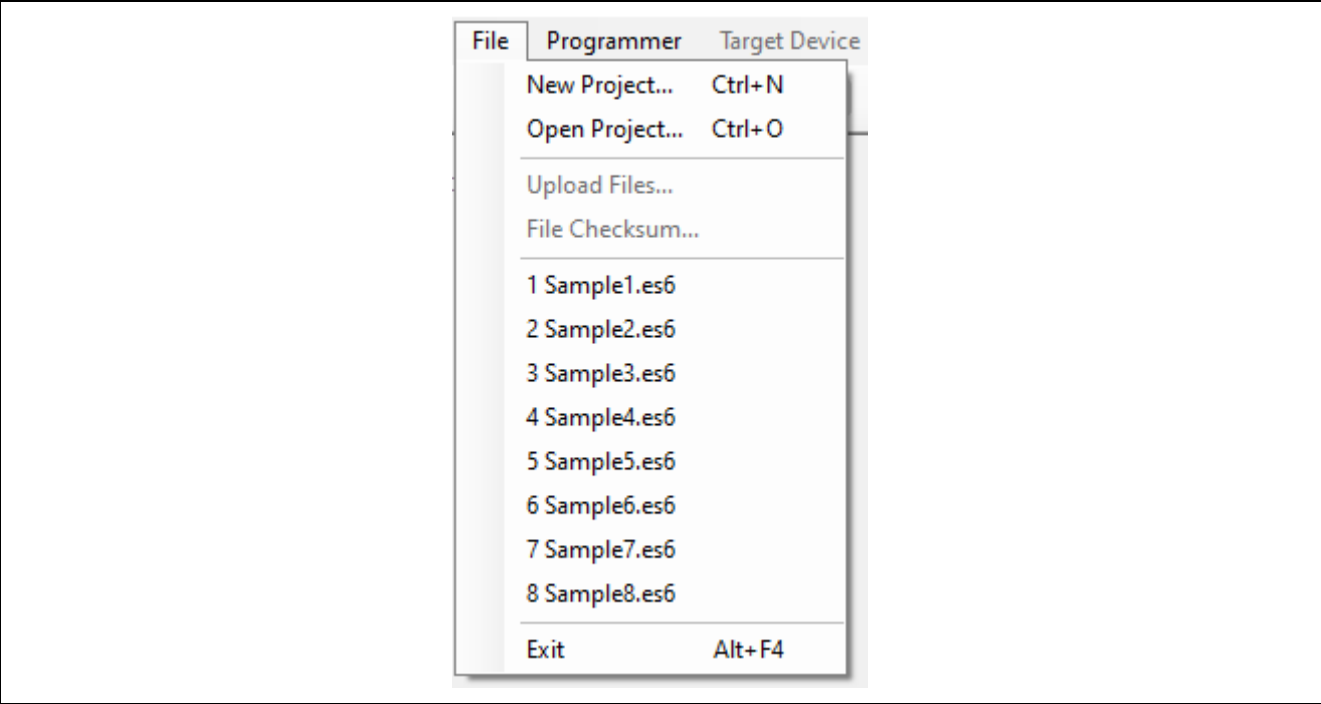 File Programmer Target Device
New Project... Ctrl+N
Open Project... Ctrl+O
Upload Files...
File Checksum...
1 Sample1.es6
2 Sample2.es6
3 Sample3.es6
4 Sample4.es6
5 Sample5.es6
6 Sample6.es6
7 Sample7.es6
8 Sample8.es6
Exit Alt+F4